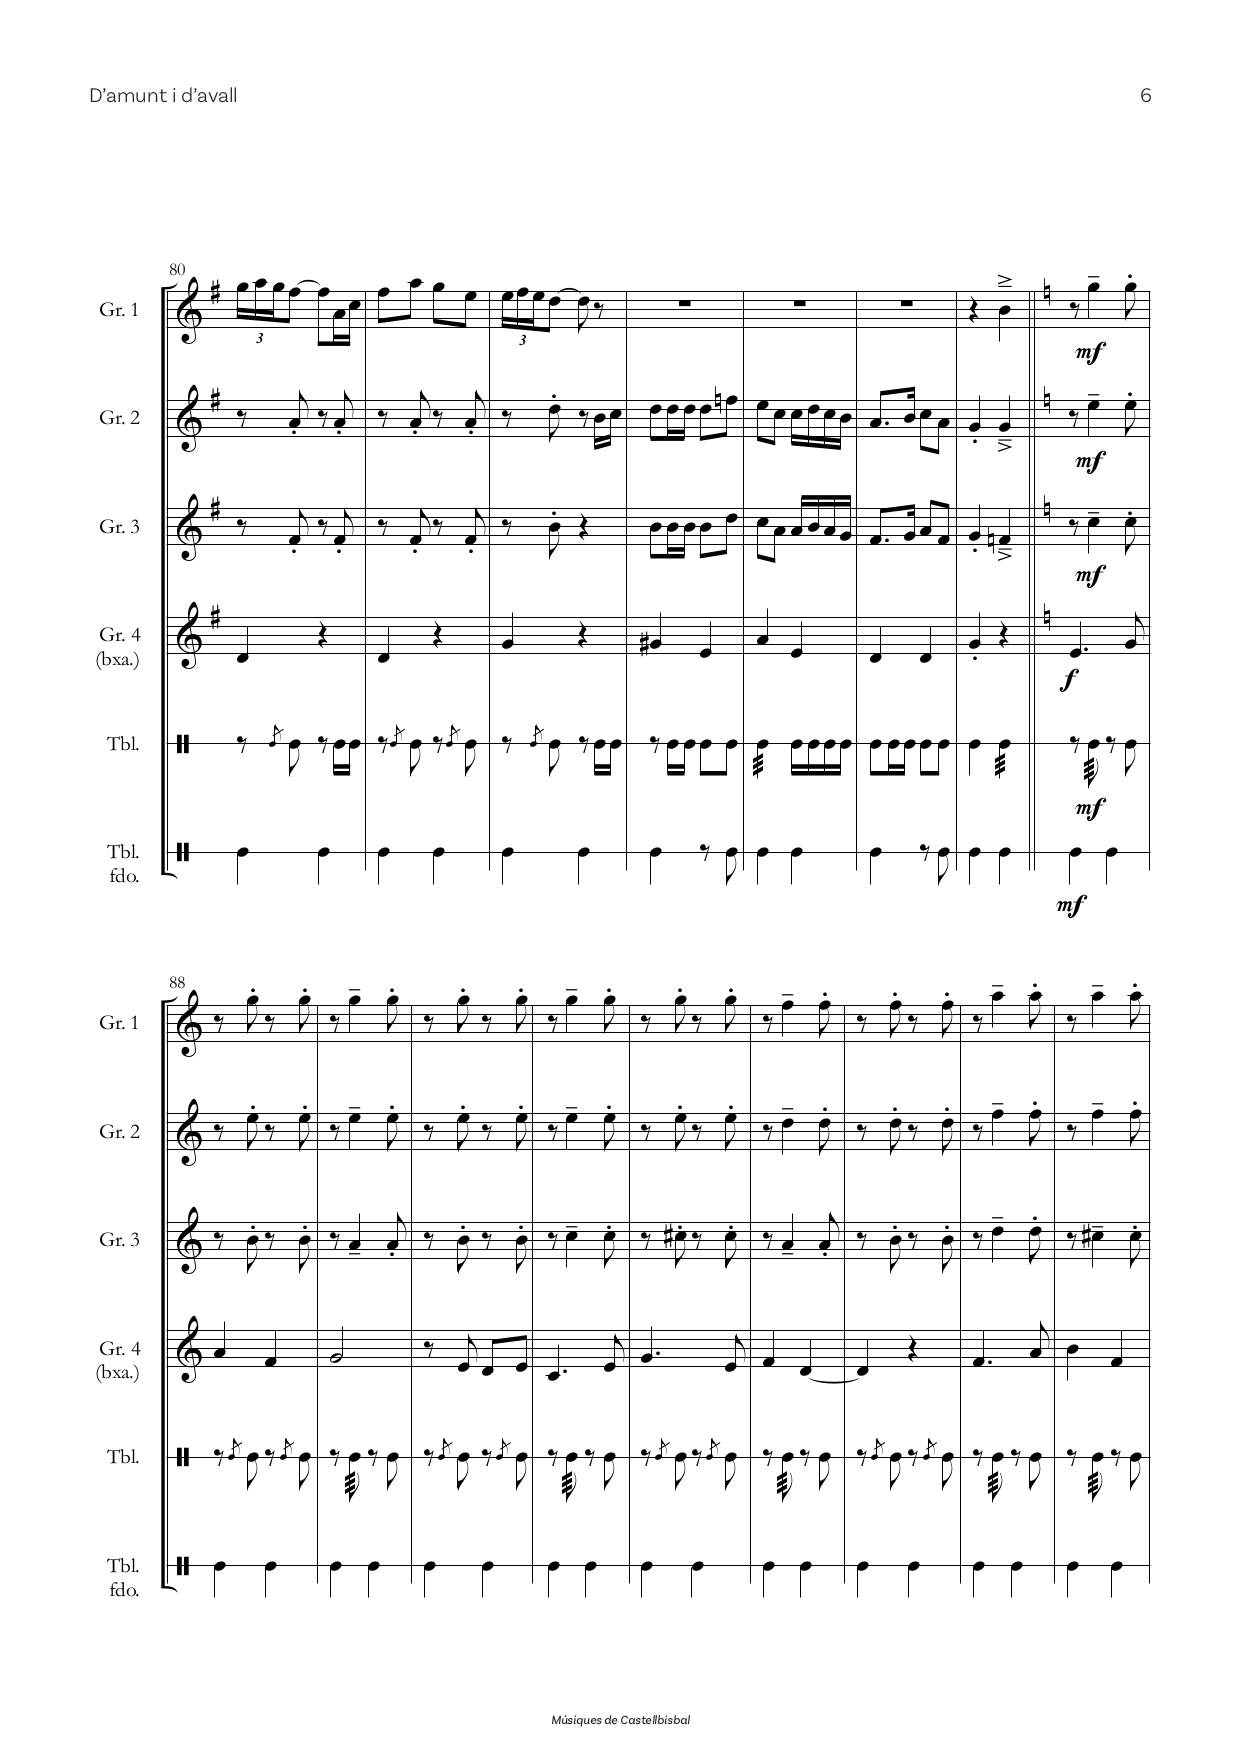 D’amunt i d’avall 6
80
Gr. 1
3
3
mf
Gr. 2
mf
Gr. 3
mf
Gr. 4
(bxa.)
f
Tbl.
mf
Tbl.
fdo.
mf
88
Gr. 1
Gr. 2
Gr. 3
Gr. 4
(bxa.)
Tbl.
Tbl.
fdo.
Músiques de Castellbisbal